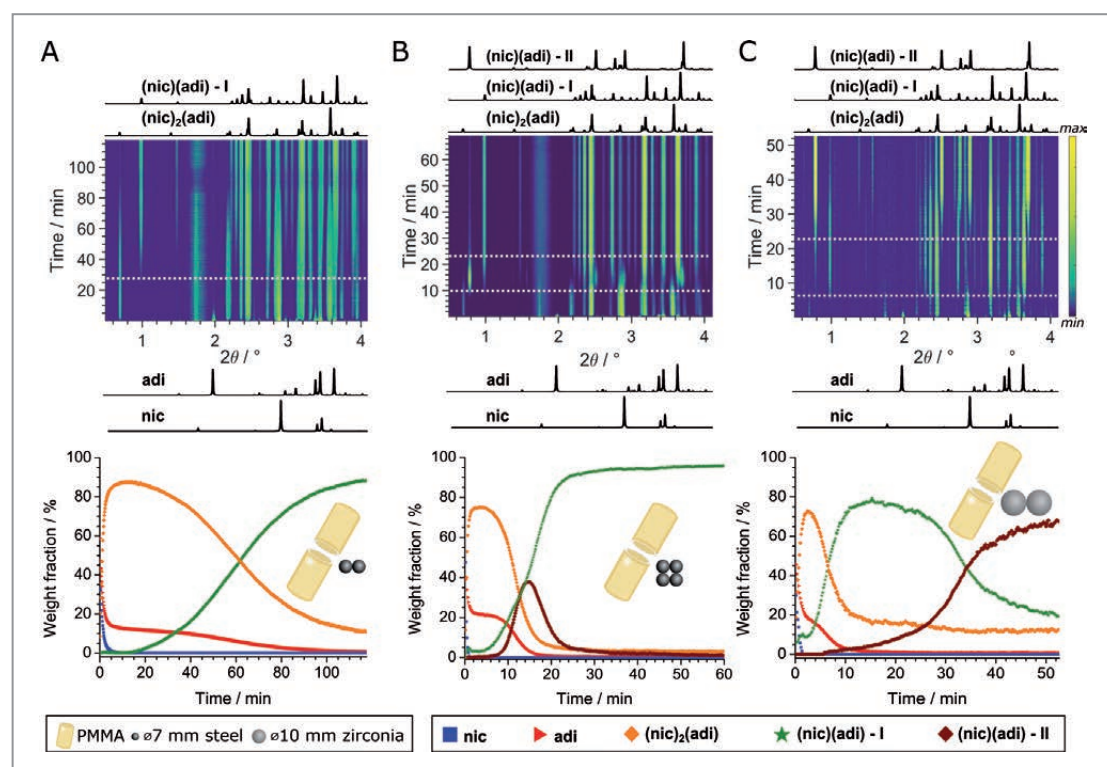 A
(nic)(adi) - I
(nic)₂(adi)
Time / min
100
80
60
40
20
1
2
3
4
2θ / °
adi
nic
Weight fraction / %
100
80
60
40
20
0
0
20
40
60
80
100
Time / min
B
(nic)(adi) - II
(nic)(adi) - I
(nic)₂(adi)
Time / min
60
50
40
30
20
10
1
2
3
4
2θ / °
adi
nic
Weight fraction / %
100
80
60
40
20
0
0
10
20
30
40
50
60
Time / min
C
(nic)(adi) - II
(nic)(adi) - I
(nic)₂(adi)
max
min
Time / min
50
40
30
20
10
0
1
2
3
4
2θ / °
°
adi
nic
Weight fraction / %
100
80
60
40
20
0
0
10
20
30
40
50
Time / min
PMMA ø7 mm steel ø10 mm zirconia
nic adi (nic)₂(adi) (nic)(adi) - I (nic)(adi) - II